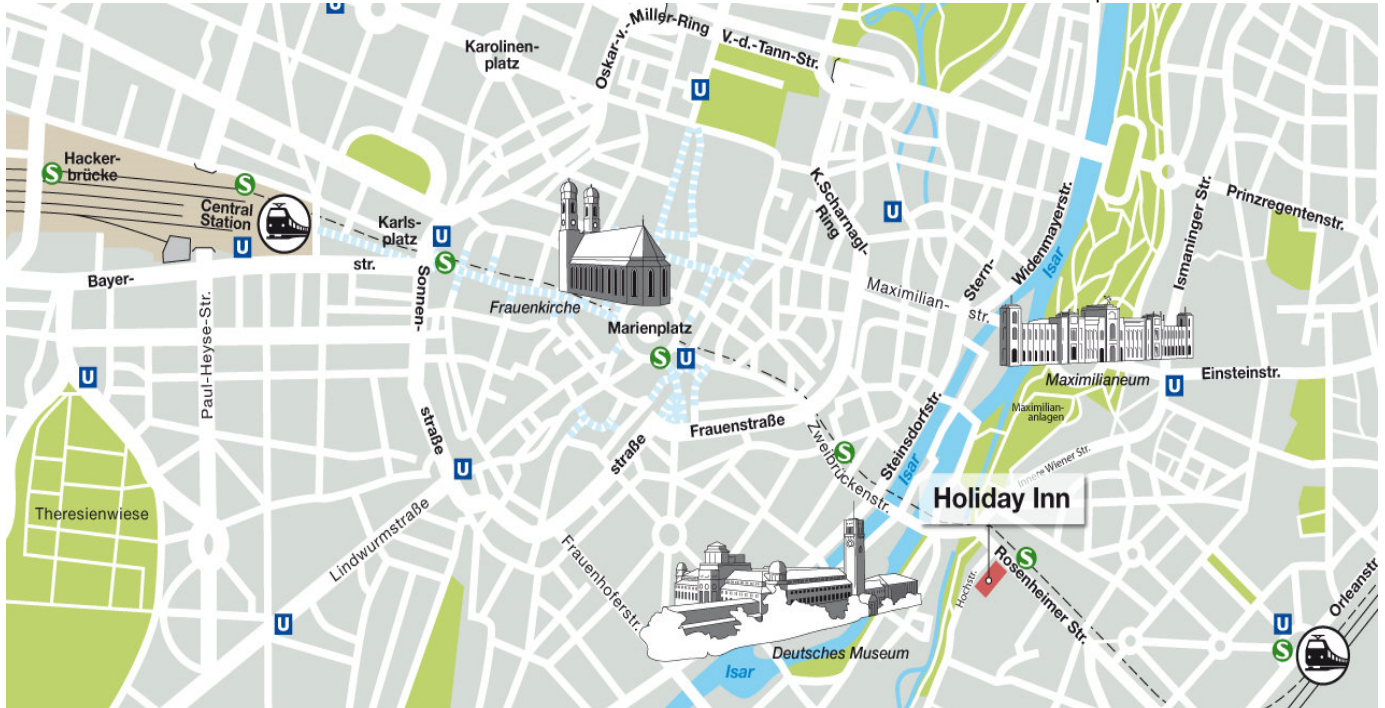 U
Karolinen-
platz
Oskar-v.-Miller-Ring
V.-d.-Tann-Str.
U
Hacker-
brücke
S
S
Central
Station
U
Karls-
platz
U
S
Bayer-
str.
Sonnen-
straße
Paul-Heyse-Str.
Frauenkirche
Marienplatz
S
U
K.Scharnagl-
Ring
U
Maximilian-
str.
Stern-
Widenmayerstr.
Isar
Prinzregentenstr.
Ismaninger Str.
Maximilianeum
U
Einsteinstr.
Maximilian-
anlagen
U
Theresienwiese
Lindwurmstraße
U
U
straße
Frauenstraße
Zweibrückenstr.
S
Steinsdorfstr.
Isar
Innere Wiener Str.
Holiday Inn
Frauenhoferstr.
Deutsches Museum
Isar
Hochstr.
S
Rosenheimer Str.
Orleanstr.
U
S